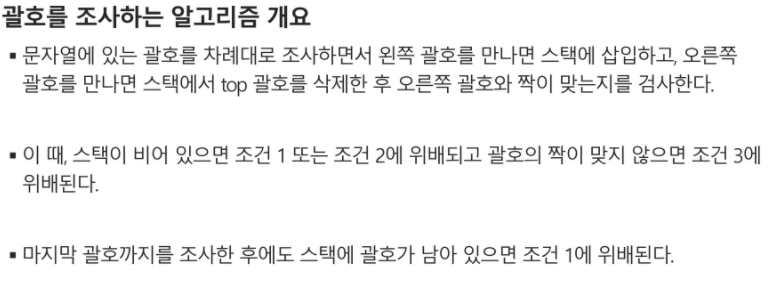 괄호를 조사하는 알고리즘 개요
▪ 문자열에 있는 괄호를 차례대로 조사하면서 왼쪽 괄호를 만나면 스택에 삽입하고, 오른쪽
괄호를 만나면 스택에서 top 괄호를 삭제한 후 오른쪽 괄호와 짝이 맞는지를 검사한다.
▪ 이 때, 스택이 비어 있으면 조건 1 또는 조건 2에 위배되고 괄호의 짝이 맞지 않으면 조건 3에
위배된다.
▪ 마지막 괄호까지를 조사한 후에도 스택에 괄호가 남아 있으면 조건 1에 위배된다.